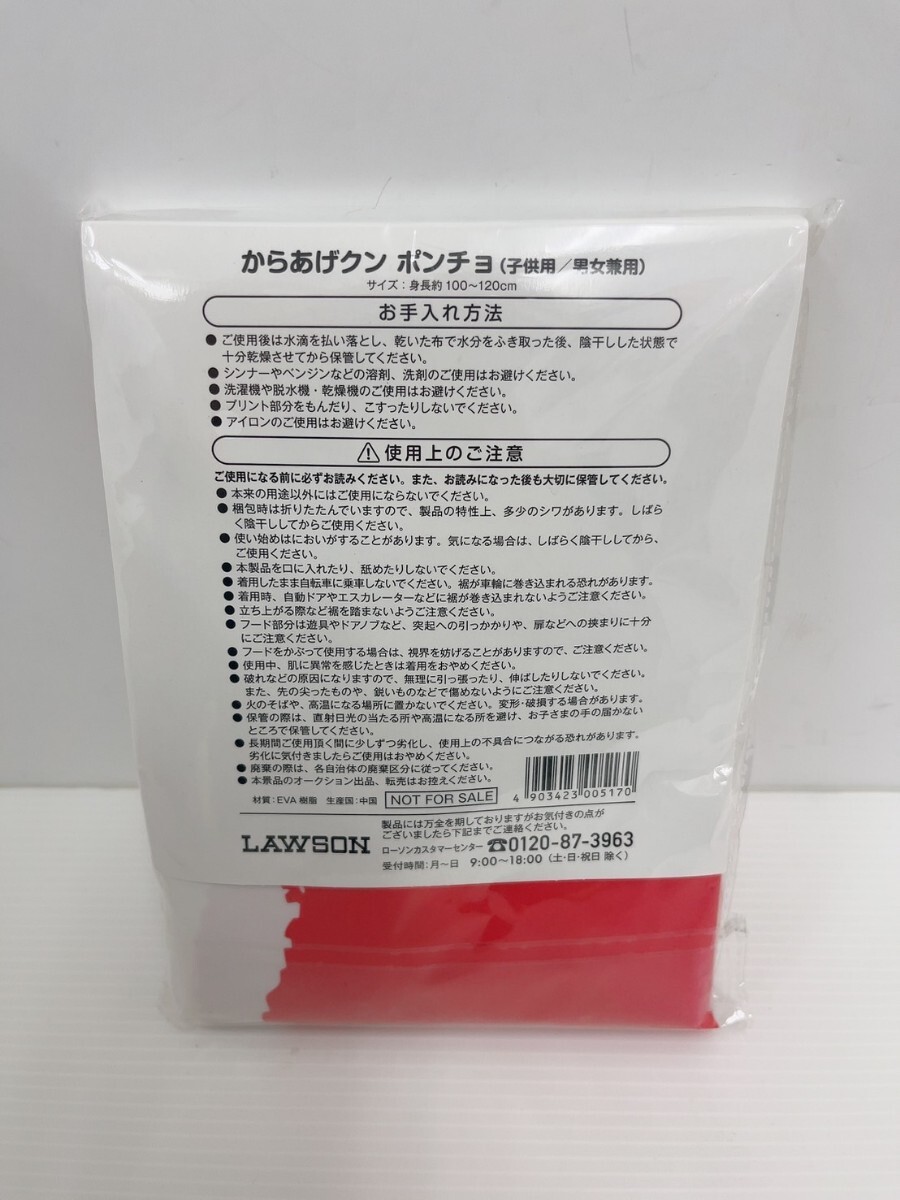 からあげクン ポンチョ(子供用/男女兼用)
サイズ:身長約100〜120cm
お手入れ方法
●ご使用後は水滴を払い落とし、乾いた布で水分をふき取った後、陰干しした状態で
十分乾燥させてから保管してください。
●シンナーやベンジンなどの溶剤、洗剤のご使用はお避けください。
●洗濯機や脱水機・乾燥機のご使用はお避けください。
●プリント部分をもんだり、こすったりしないでください。
●アイロンのご使用はお避けください。
⚠使用上のご注意
ご使用になる前に必ずお読みください。また、お読みになった後も大切に保管してください。
●本来の用途以外にはご使用にならないでください。
●梱包時は折りたたんでいますので、製品の特性上、多少のシワがあります。しばら
く陰干ししてからご使用ください。
●使い始めはにおいがすることがあります。気になる場合は、しばらく陰干ししてから、
ご使用ください。
●本製品を口に入れたり、舐めたりしないでください。
●着用したまま自転車に乗車しないでください。裾が車輪に巻き込まれる恐れがあります。
●着用時、自動ドアやエスカレーターなどに裾が巻き込まれないようご注意ください。
●立ち上がる際など裾を踏まないようご注意ください。
●フード部分は遊具やドアノブなど、突起への引っかかりや、扉などへの挟まりに十分
にご注意ください。
●フードをかぶって使用する場合は、視界を妨げることがありますので、ご注意ください。
●使用中、肌に異常を感じたときは着用をおやめください。
●破れなどの原因になりますので、無理に引っ張ったり、伸ばしたりしないでください。
また、先の尖ったものや、鋭いものなどで傷めないようにご注意ください。
●火のそばや、高温になる場所に置かないでください。変形・破損する場合があります。
●保管の際は、直射日光の当たる所や高温になる所を避け、お子さまの手の届かない
ところで保管してください。
●長期間ご使用頂く間に少しずつ劣化し、使用上の不具合につながる恐れがあります。
劣化に気付きましたらご使用はおやめください。
●廃棄の際は、各自治体の廃棄区分に従ってください。
●本景品のオークション出品、転売はお控えください。
材質:EVA樹脂 生産国:中国 NOT FOR SALE
4 903423 005170
LAWSON
製品には万全を期しておりますがお気付きの点が
ございましたら下記までご連絡ください。
ローソンカスタマーセンター ☎0120-87-3963
受付時間:月〜日 9:00〜18:00(土・日・祝日 除く)